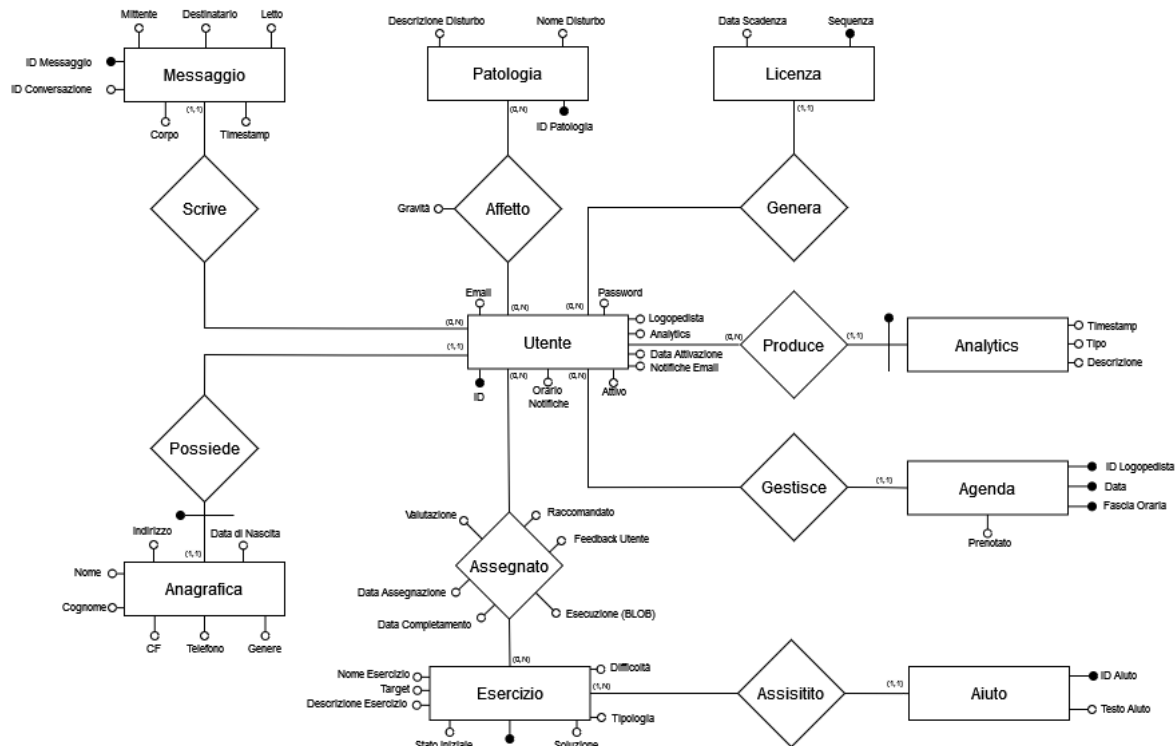 Mittente
Destinatario
Letto
Descrizione Disturbo
Nome Disturbo
Data Scadenza
Sequenza
ID Messaggio
Messaggio
Patologia
Licenza
ID Conversazione
(1,1)
(0,N)
(1,1)
Corpo
Timestamp
ID Patologia
Scrive
Gravità
Affetto
Genera
Email
(0,N)
(0,N)
Password
(0,N)
Logopedista
Analytics
(0,N)
Utente
Produce
(1,1)
Analytics
Timestamp
Tipo
Descrizione
(1,1)
Data Attivazione
Notifiche Email
(0,N)
(0,N)
ID
Orario
Notifiche
Attivo
Possiede
Gestisce
(1,1)
Agenda
ID Logopedista
Data
Fascia Oraria
Prenotato
Indirizzo
Data di Nascita
(1,1)
Valutazione
Raccomandato
Feedback Utente
Assegnato
Nome
Anagrafica
Cognome
Data Assegnazione
Esecuzione (BLOB)
Data Completamento
CF
Telefono
Genere
(0,N)
Nome Esercizio
Difficoltà
Target
Esercizio
(1,N)
Assisitito
(1,1)
Aiuto
ID Aiuto
Descrizione Esercizio
Tipologia
Testo Aiuto
Stato Iniziale
Soluzione